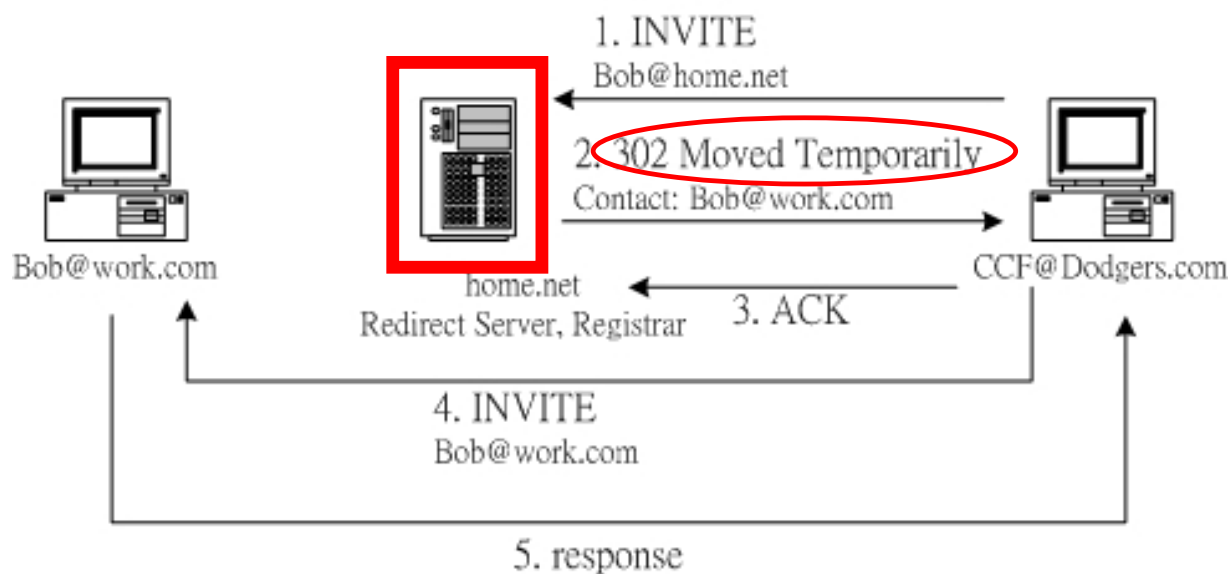 1. INVITE
Bob@home.net
2. 302 Moved Temporarily
Contact: Bob@work.com
Bob@work.com
home.net
Redirect Server, Registrar
CCF@Dodgers.com
3. ACK
4. INVITE
Bob@work.com
5. response